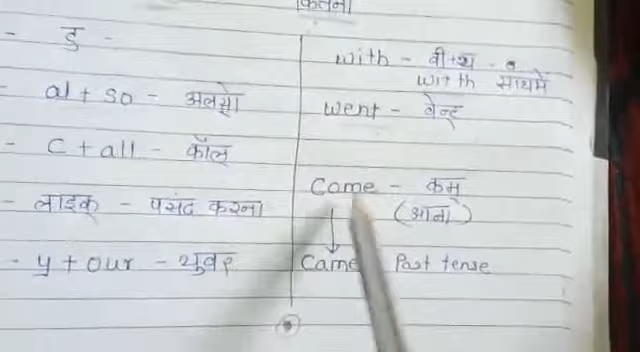 कितना
- डु -
- al + so - अलसो
- C + all - कॉल्
- लाइक् - पसंद करना
- y + our - युवर
with - वी+थ
with साथमे
went - वेन्ट्
Come - कम्
(आना)
↓
Came Past tense